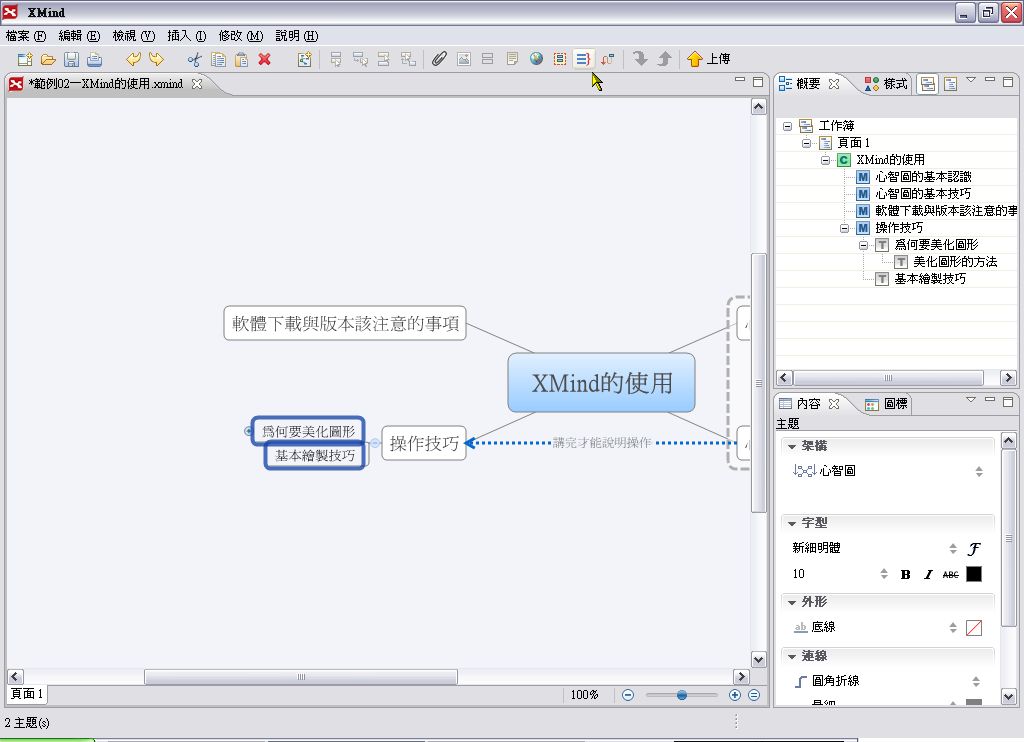 XMind
檔案 (F) 編輯 (E) 檢視 (V) 插入 (I) 修改 (M) 說明 (H)
上傳
*範例02—XMind的使用.xmind
軟體下載與版本該注意的事項
XMind的使用
為何要美化圖形
基本繪製技巧
操作技巧
講完才能說明操作
頁面 1
100%
2 主題(s)
概要 樣式
工作簿
頁面 1
C XMind的使用
M 心智圖的基本認識
M 心智圖的基本技巧
M 軟體下載與版本該注意的事
M 操作技巧
T 為何要美化圖形
T 美化圖形的方法
T 基本繪製技巧
內容 圖標
主題
架構
心智圖
字型
新細明體
10 B I ABC
外形
ab 底線
連線
圓角折線